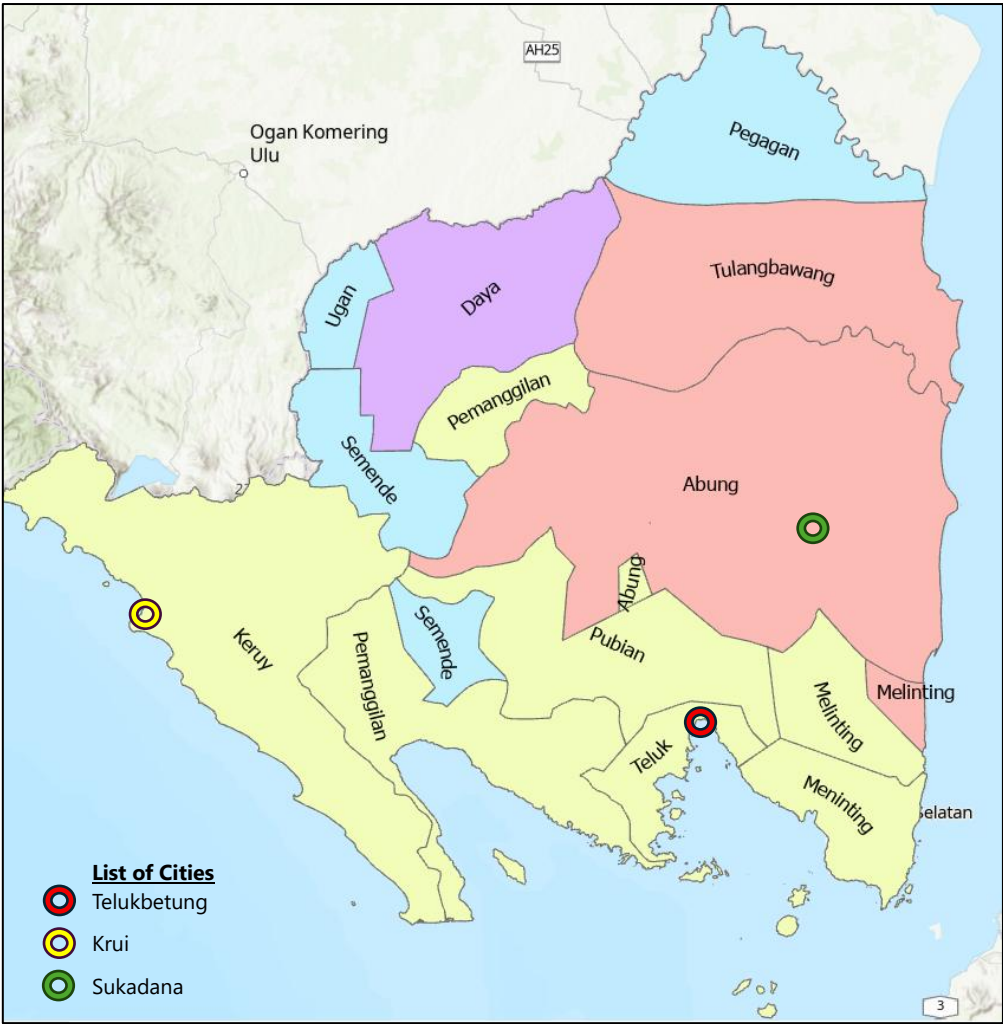 AH25
Ogan Komering
Ulu
Pegagan
Tulangbawang
Ugan
Daya
Pemanggilan
Semende
Abung
Abung
Semende
Keruy
Pemanggilan
Pubian
Melinting
Melinting
Teluk
Meninting
Selatan
List of Cities
Telukbetung
Krui
Sukadana
3